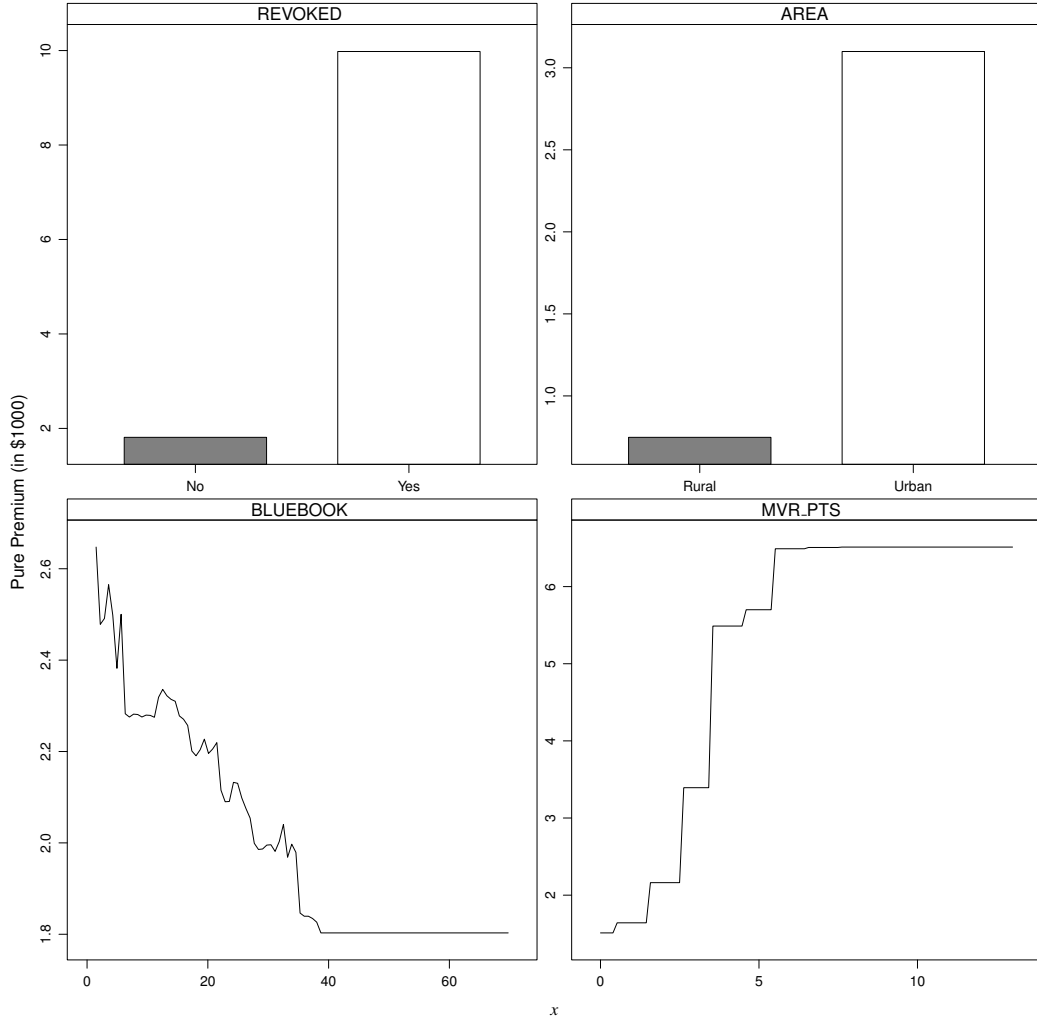 REVOKED
AREA
Pure Premium (in $1000)
2
4
6
8
10
No
Yes
1.0
1.5
2.0
2.5
3.0
Rural
Urban
BLUEBOOK
MVR_PTS
1.8
2.0
2.2
2.4
2.6
0
20
40
60
2
3
4
5
6
0
5
10
x